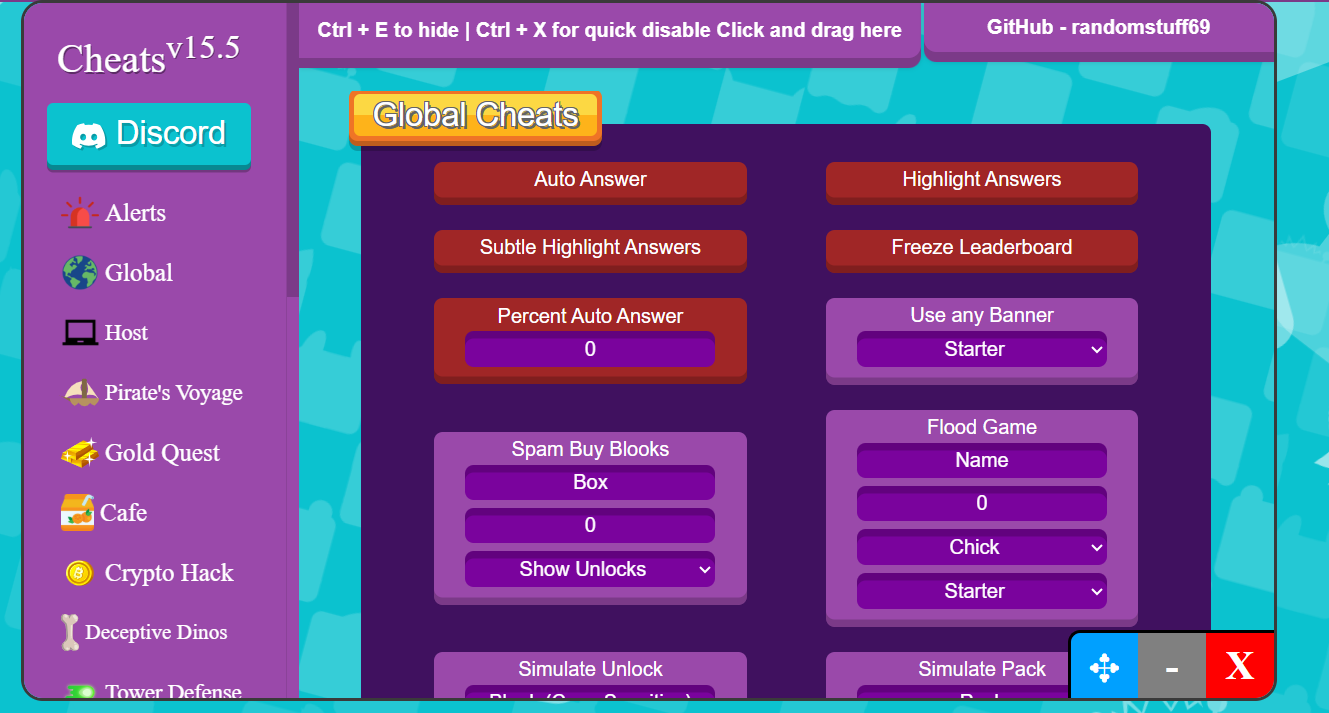 Cheats v15.5
Discord
Alerts
Global
Host
Pirate's Voyage
Gold Quest
Cafe
Crypto Hack
Deceptive Dinos
Tower Defense
Ctrl + E to hide | Ctrl + X for quick disable Click and drag here
GitHub - randomstuff69
Global Cheats
Auto Answer
Highlight Answers
Subtle Highlight Answers
Freeze Leaderboard
Percent Auto Answer
0
Use any Banner
Starter
Spam Buy Blooks
Box
0
Show Unlocks
Flood Game
Name
0
Chick
Starter
Simulate Unlock
Simulate Pack
-
X